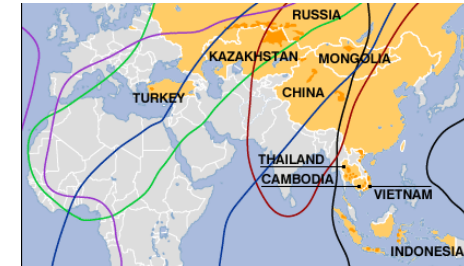 RUSSIA
KAZAKHSTAN
MONGOLIA
TURKEY
CHINA
THAILAND
CAMBODIA
VIETNAM
INDONESIA